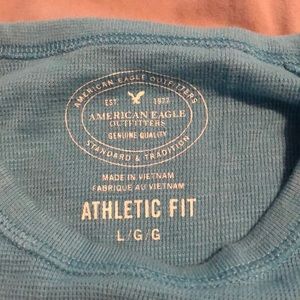 AMERICAN EAGLE OUTFITTERS
EST 1977
AMERICAN EAGLE
OUTFITTERS
GENUINE QUALITY
STANDARD & TRADITION
MADE IN VIETNAM
FABRIQUE AU VIETNAM
ATHLETIC FIT
L/G/G